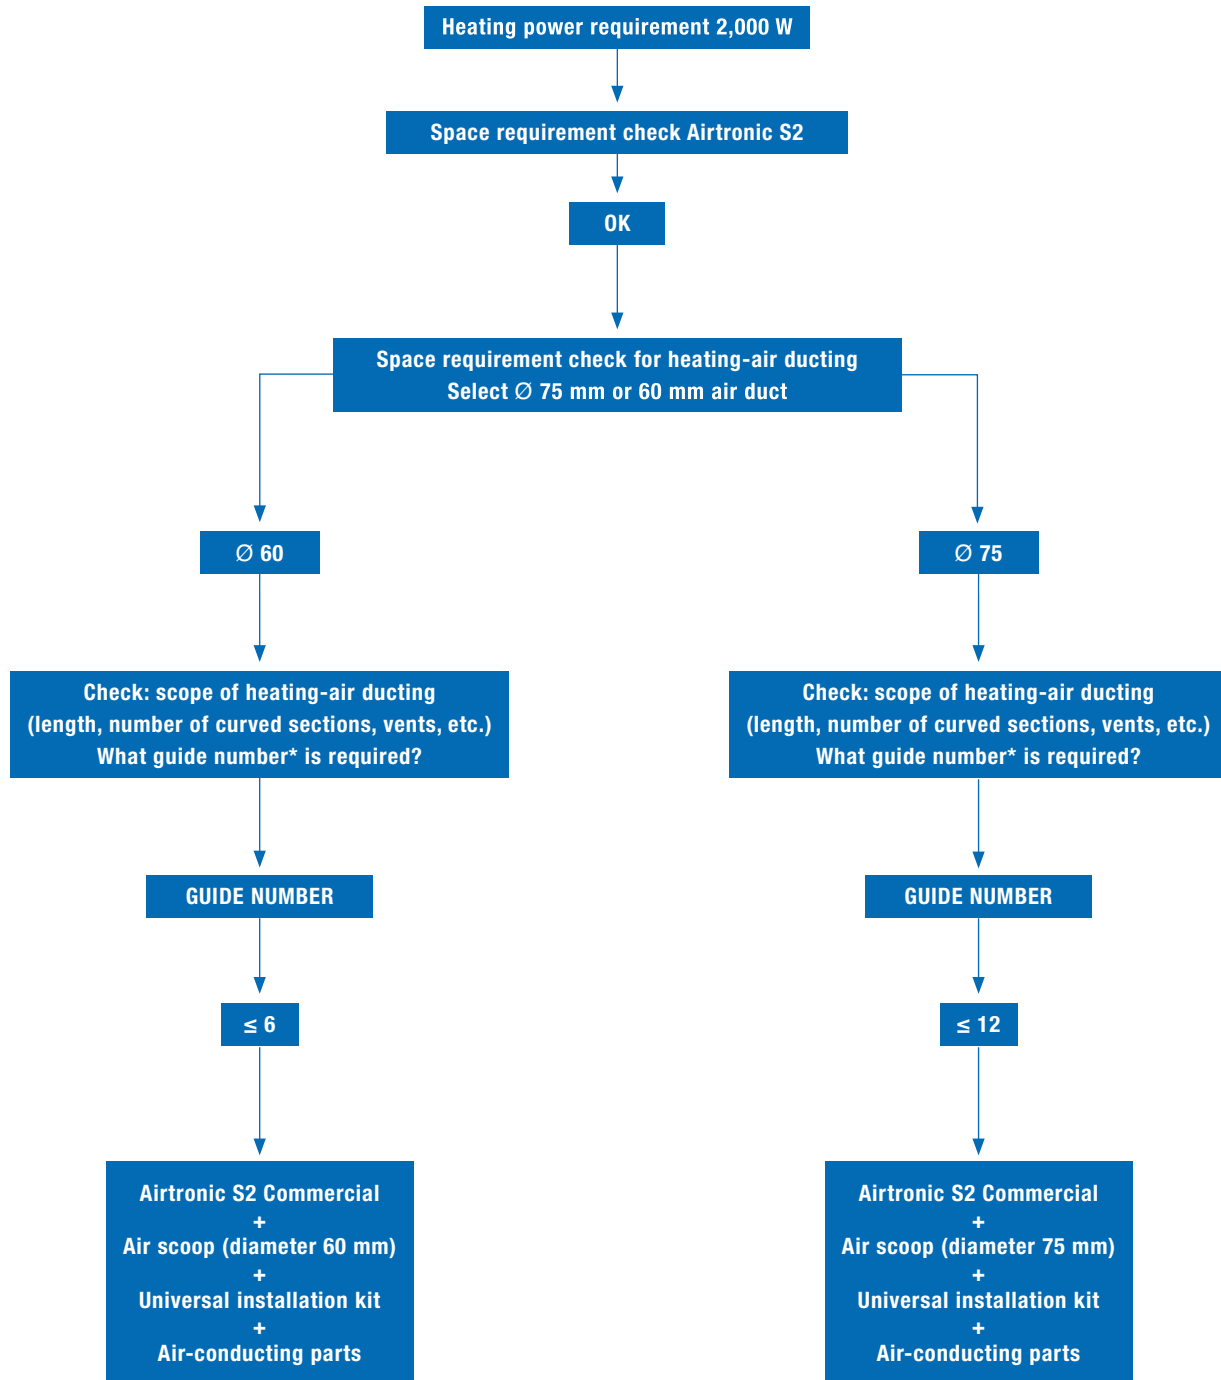 Heating power requirement 2,000 W
Space requirement check Airtronic S2
OK
Space requirement check for heating-air ducting
Select Ø 75 mm or 60 mm air duct
Ø 60
Check: scope of heating-air ducting
(length, number of curved sections, vents, etc.)
What guide number* is required?
GUIDE NUMBER
≤ 6
Airtronic S2 Commercial
+
Air scoop (diameter 60 mm)
+
Universal installation kit
+
Air-conducting parts
Ø 75
Check: scope of heating-air ducting
(length, number of curved sections, vents, etc.)
What guide number* is required?
GUIDE NUMBER
≤ 12
Airtronic S2 Commercial
+
Air scoop (diameter 75 mm)
+
Universal installation kit
+
Air-conducting parts